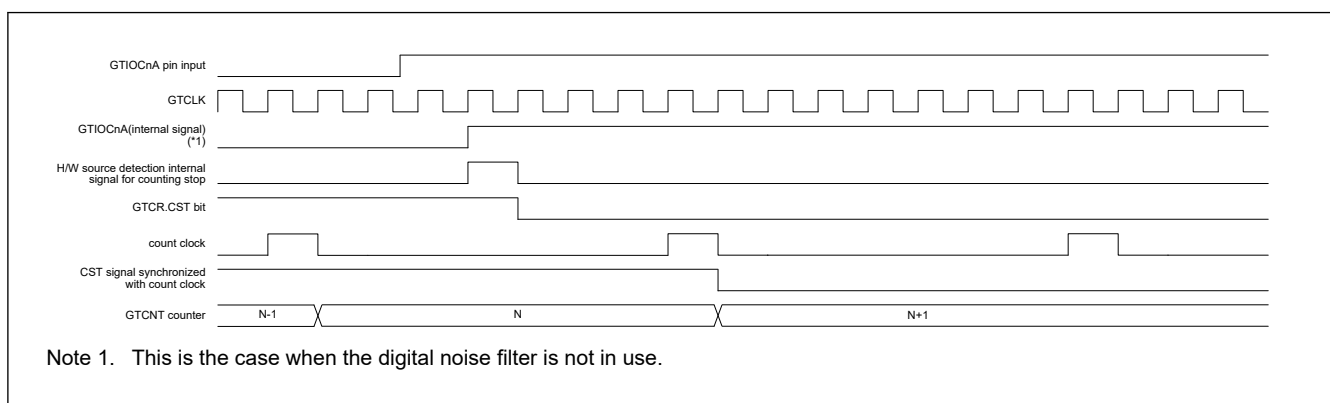 GTIOCnA pin input
GTCLK
GTIOCnA(internal signal)
(*1)
H/W source detection internal
signal for counting stop
GTCR.CST bit
count clock
CST signal synchronized
with count clock
GTCNT counter
N-1
N
N+1
Note 1. This is the case when the digital noise filter is not in use.